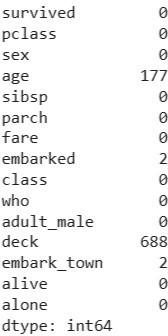 survived 0
pclass 0
sex 0
age 177
sibsp 0
parch 0
fare 0
embarked 2
class 0
who 0
adult_male 0
deck 688
embark_town 2
alive 0
alone 0
dtype: int64